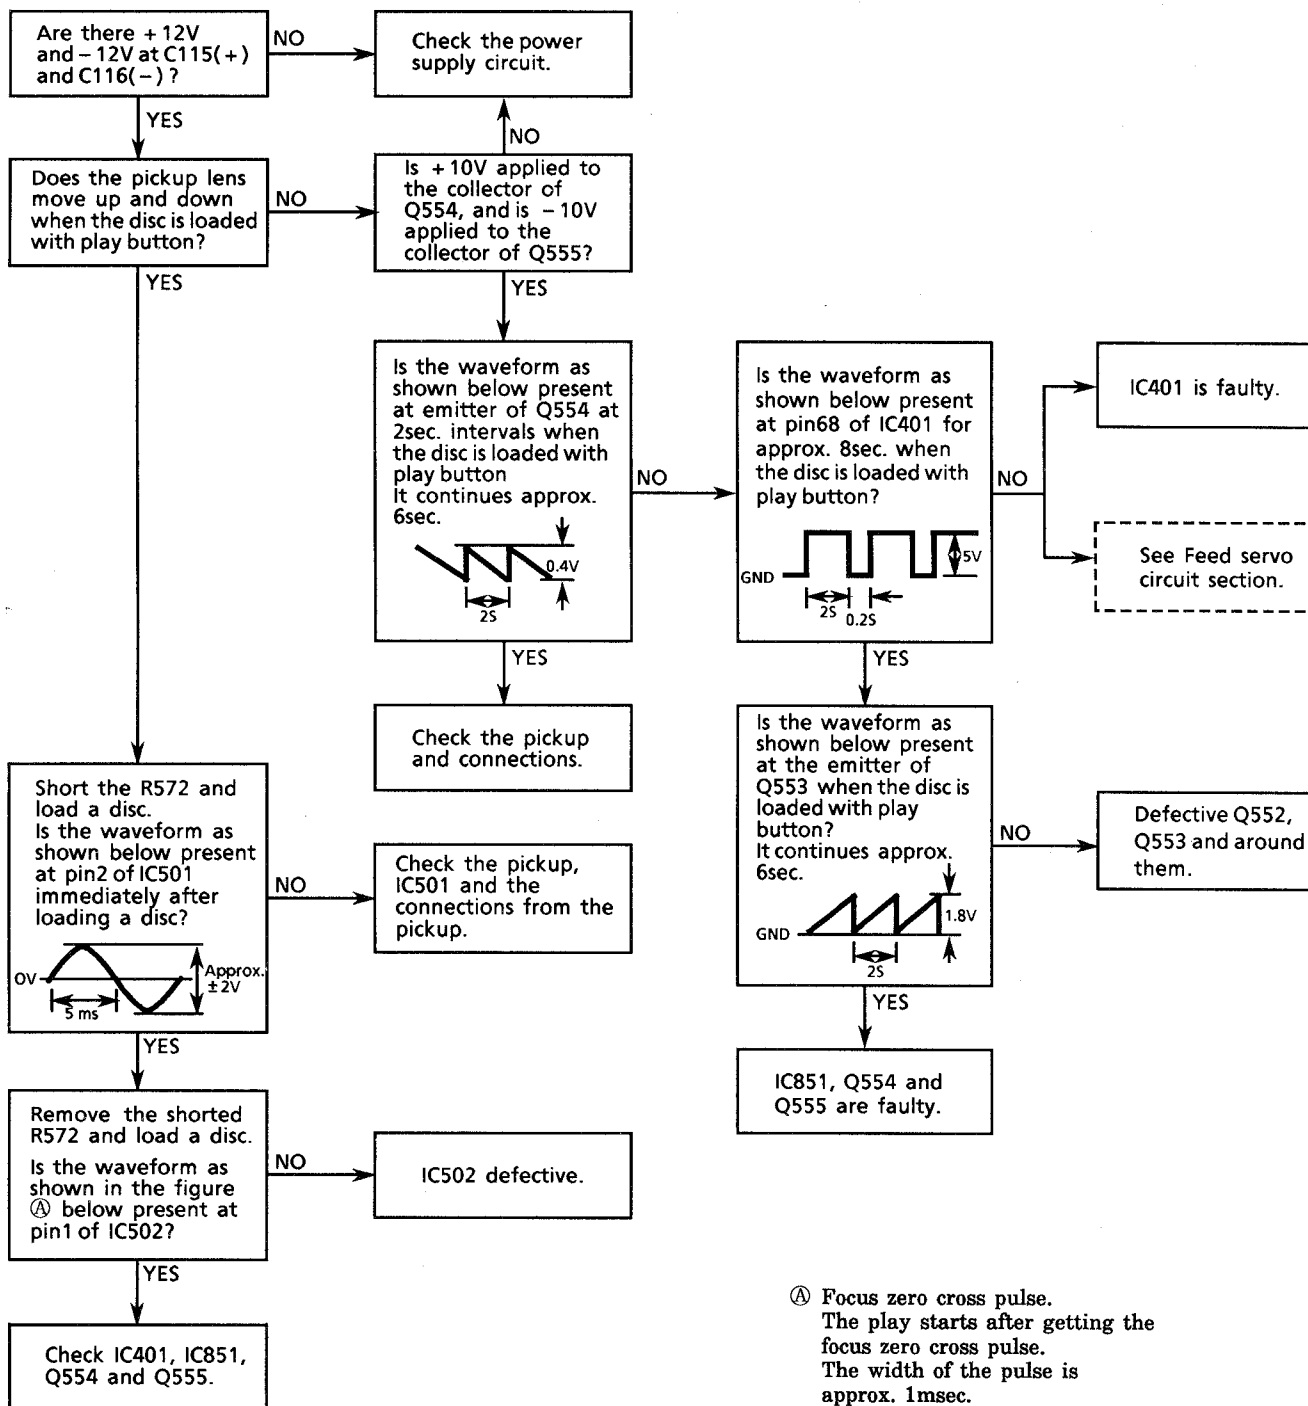 Are there +12V
and -12V at C115(+)
and C116(-)?
NO
Check the power
supply circuit.
YES
NO
Does the pickup lens
move up and down
when the disc is loaded
with play button?
NO
Is +10V applied to
the collector of
Q554, and is -10V
applied to the
collector of Q555?
YES
YES
Is the waveform as
shown below present
at emitter of Q554 at
2sec. intervals when
the disc is loaded with
play button
It continues approx.
6sec.
0.4V
2S
NO
Is the waveform as
shown below present
at pin68 of IC401 for
approx. 8sec. when
the disc is loaded with
play button?
GND
5V
2S
0.2S
NO
IC401 is faulty.
See Feed servo
circuit section.
YES
YES
Check the pickup
and connections.
Is the waveform as
shown below present
at the emitter of
Q553 when the disc is
loaded with play
button?
It continues approx.
6sec.
GND
1.8V
2S
NO
Defective Q552,
Q553 and around
them.
Short the R572 and
load a disc.
Is the waveform as
shown below present
at pin2 of IC501
immediately after
loading a disc?
0V
Approx.
±2V
5 ms
NO
Check the pickup,
IC501 and the
connections from the
pickup.
YES
YES
IC851, Q554 and
Q555 are faulty.
Remove the shorted
R572 and load a disc.
Is the waveform as
shown in the figure
Ⓐ below present at
pin1 of IC502?
NO
IC502 defective.
YES
Check IC401, IC851,
Q554 and Q555.
Ⓐ Focus zero cross pulse.
The play starts after getting the
focus zero cross pulse.
The width of the pulse is
approx. 1msec.